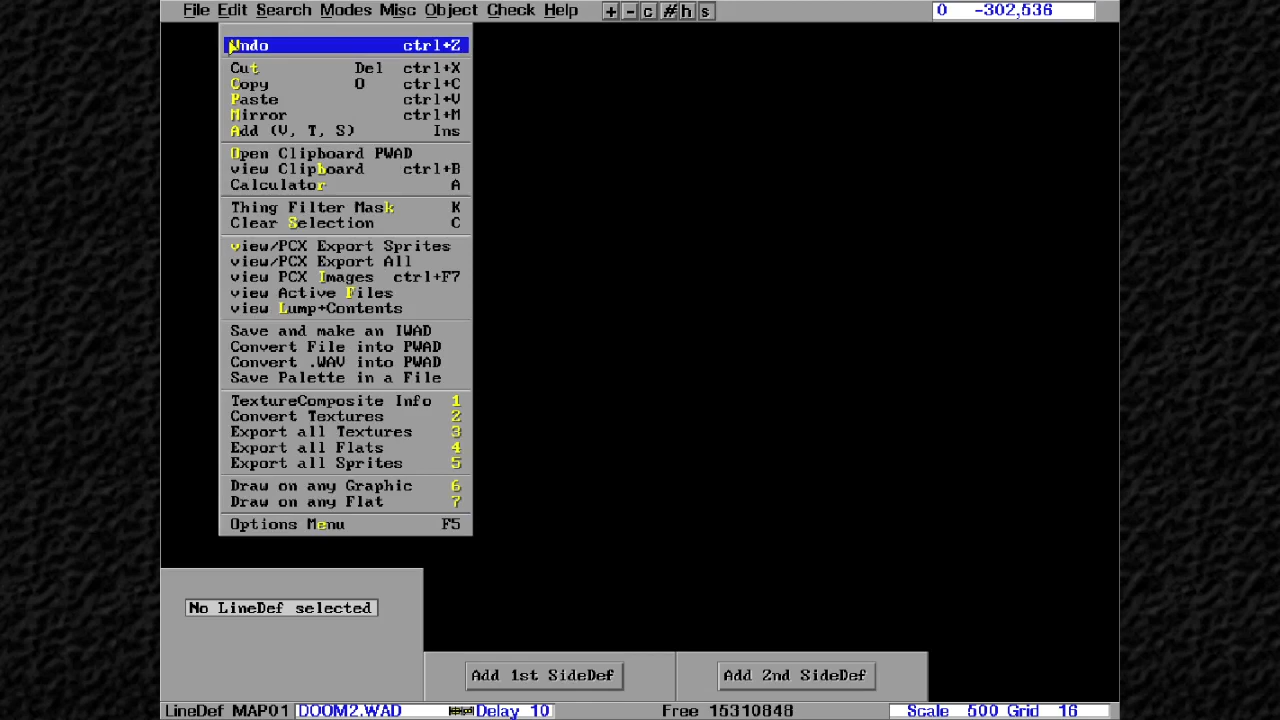 File Edit Search Modes Misc Object Check Help + - c # h s 0 -302,536
Undo ctrl+Z
Cut Del ctrl+X
Copy O ctrl+C
Paste ctrl+V
Mirror ctrl+M
Add (V, T, S) Ins
Open Clipboard PWAD
view Clipboard ctrl+B
Calculator A
Thing Filter Mask K
Clear Selection C
view/PCX Export Sprites
view/PCX Export All
view PCX Images ctrl+F7
view Active Files
view Lump+Contents
Save and make an IWAD
Convert File into PWAD
Convert .WAV into PWAD
Save Palette in a File
TextureComposite Info 1
Convert Textures 2
Export all Textures 3
Export all Flats 4
Export all Sprites 5
Draw on any Graphic 6
Draw on any Flat 7
Options Menu F5
No LineDef selected
Add 1st SideDef Add 2nd SideDef
LineDef MAP01 DOOM2.WAD Delay 10 Free 15310848 Scale 500 Grid 16